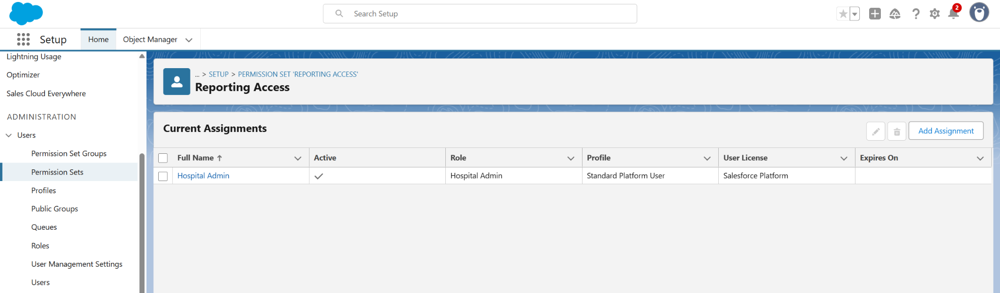 Search Setup
2
Setup
Home
Object Manager
Lightning Usage
Optimizer
Sales Cloud Everywhere
ADMINISTRATION
Users
Permission Set Groups
Permission Sets
Profiles
Public Groups
Queues
Roles
User Management Settings
Users
... > SETUP > PERMISSION SET 'REPORTING ACCESS'
Reporting Access
Current Assignments
Add Assignment
Full Name Active Role Profile User License Expires On
Hospital Admin Hospital Admin Standard Platform User Salesforce Platform